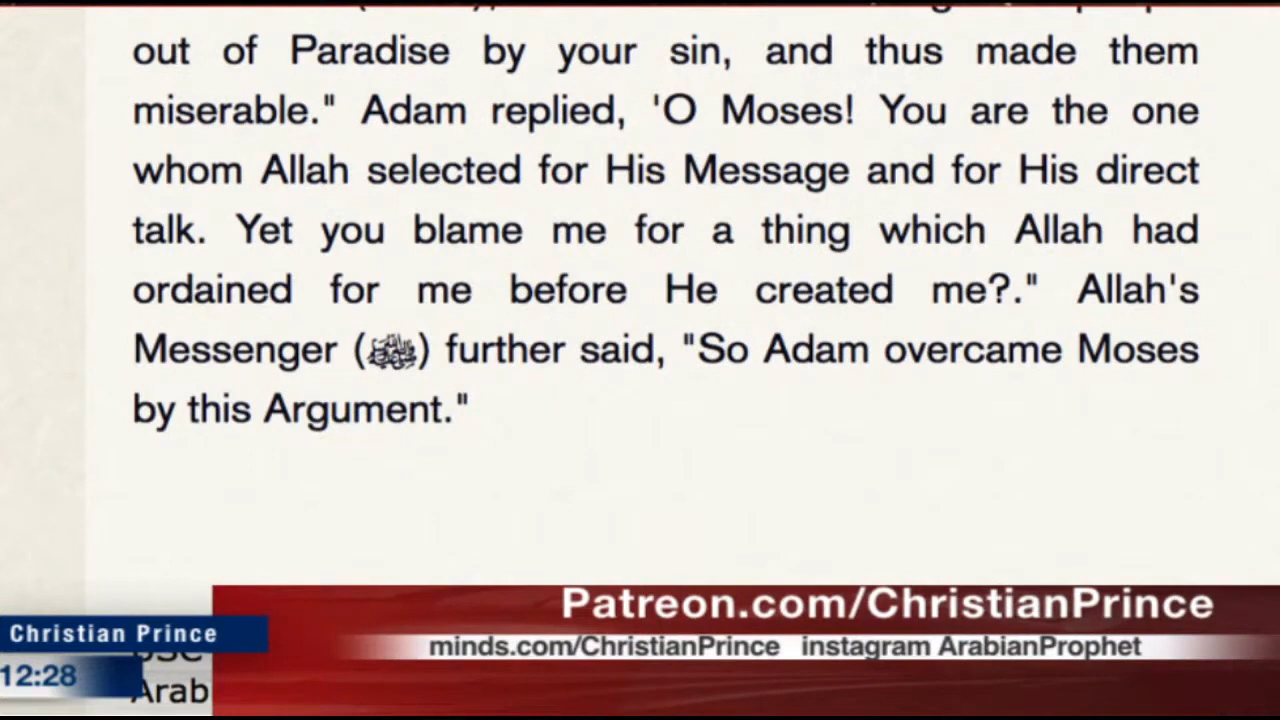 out of Paradise by your sin, and thus made them
miserable." Adam replied, 'O Moses! You are the one
whom Allah selected for His Message and for His direct
talk. Yet you blame me for a thing which Allah had
ordained for me before He created me?." Allah's
Messenger (ﷺ) further said, "So Adam overcame Moses
by this Argument."
Patreon.com/ChristianPrince
Christian Prince
minds.com/ChristianPrince instagram ArabianProphet
12:28
Arab